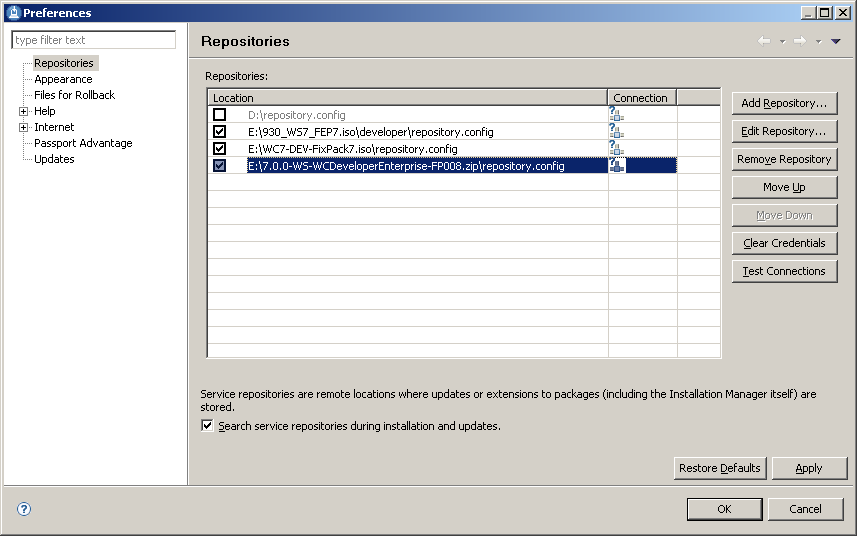 Preferences
type filter text
Repositories
Appearance
Files for Rollback
Help
Internet
Passport Advantage
Updates
Repositories
Repositories:
Location Connection
D:\repository.config
E:\930_WS7_FEP7.iso\developer\repository.config
E:\WC7-DEV-FixPack7.iso\repository.config
E:\7.0.0-WS-WCDeveloperEnterprise-FP008.zip\repository.config
Add Repository...
Edit Repository...
Remove Repository
Move Up
Move Down
Clear Credentials
Test Connections
Service repositories are remote locations where updates or extensions to packages (including the Installation Manager itself) are
stored.
Search service repositories during installation and updates.
Restore Defaults Apply
OK Cancel